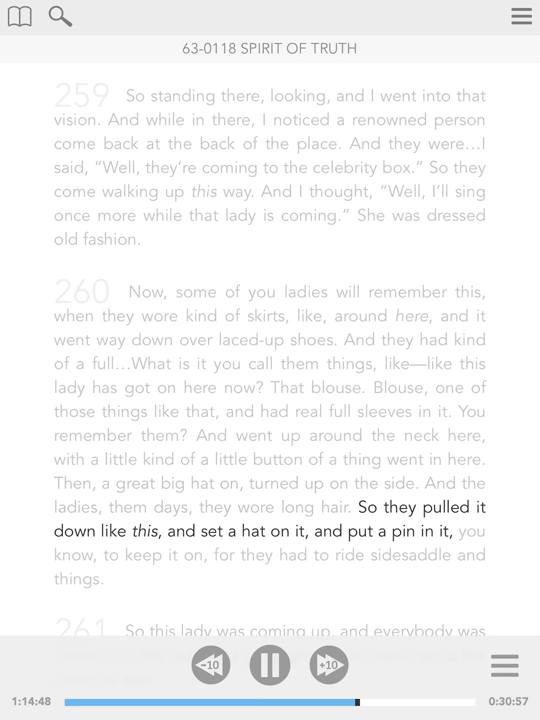 63-0118 SPIRIT OF TRUTH
259 So standing there, looking, and I went into that
vision. And while in there, I noticed a renowned person
come back at the back of the place. And they were…I
said, “Well, they’re coming to the celebrity box.” So they
come walking up this way. And I thought, “Well, I’ll sing
once more while that lady is coming.” She was dressed
old fashion.
260 Now, some of you ladies will remember this,
when they wore kind of skirts, like, around here, and it
went way down over laced-up shoes. And they had kind
of a full…What is it you call them things, like—like this
lady has got on here now? That blouse. Blouse, one of
those things like that, and had real full sleeves in it. You
remember them? And went up around the neck here,
with a little kind of a little button of a thing went in here.
Then, a great big hat on, turned up on the side. And the
ladies, them days, they wore long hair. So they pulled it
down like this, and set a hat on it, and put a pin in it, you
know, to keep it on, for they had to ride sidesaddle and
things.
261 So this lady was coming up, and everybody was
-10
+10
1:14:48
0:30:57